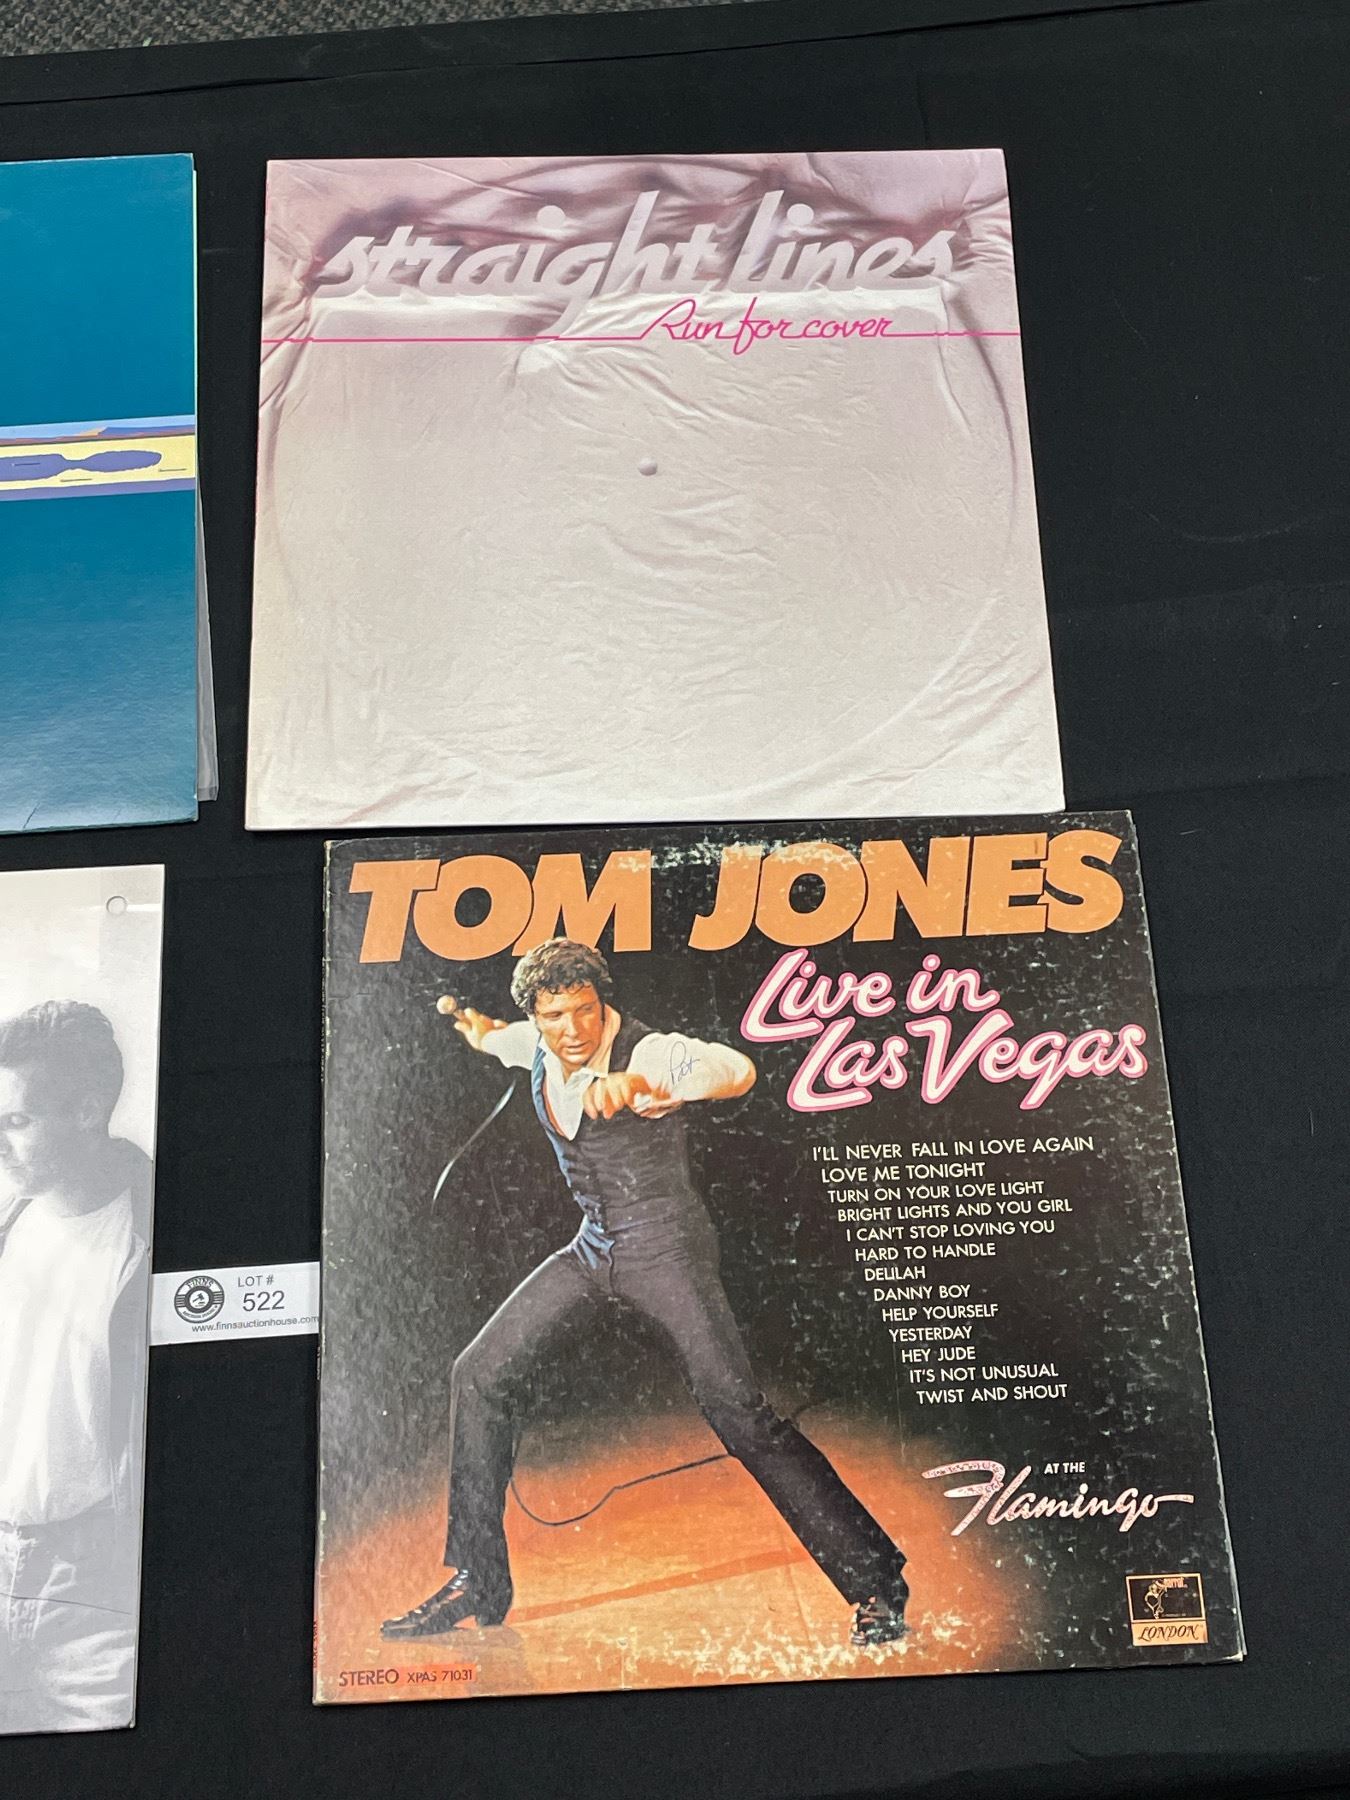 straight lines
Run for cover
TOM JONES
Live in
Las Vegas
Pat
I'LL NEVER FALL IN LOVE AGAIN
LOVE ME TONIGHT
TURN ON YOUR LOVE LIGHT
BRIGHT LIGHTS AND YOU GIRL
I CAN'T STOP LOVING YOU
HARD TO HANDLE
DELILAH
DANNY BOY
HELP YOURSELF
YESTERDAY
HEY JUDE
IT'S NOT UNUSUAL
TWIST AND SHOUT
AT THE
Flamingo
parrot
LONDON
STEREO XPAS 71031
FINNS
LOT #
522
www.finnsauctionhouse.com